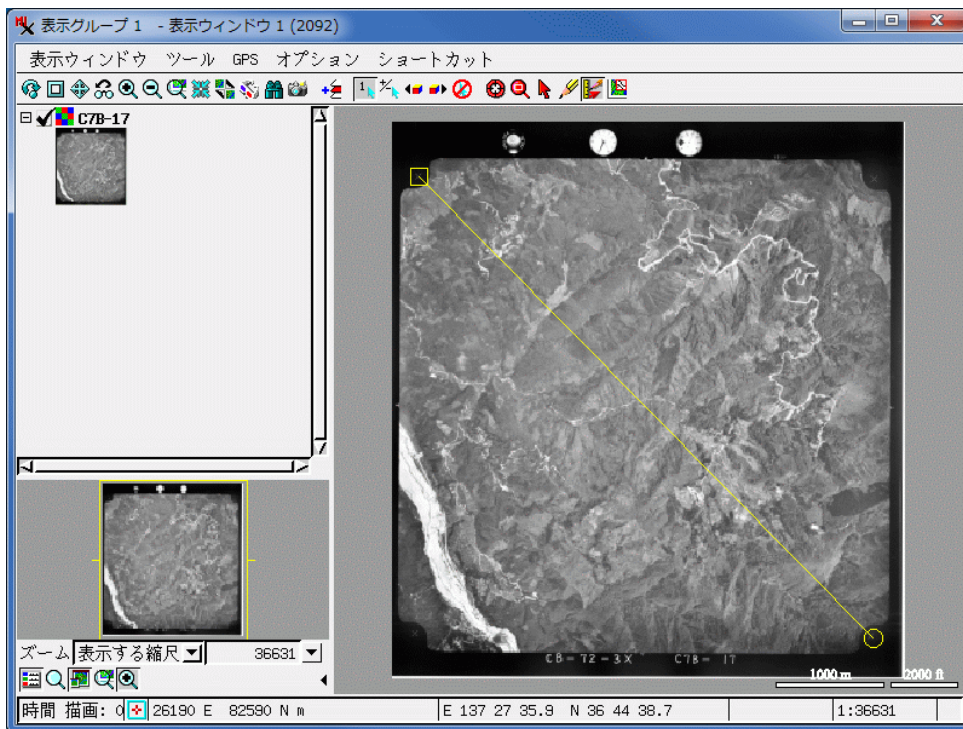 表示グループ 1 - 表示ウィンドウ 1 (2092)
表示ウィンドウ ツール GPS オプション ショートカット
C7B-17
CB-72-3X C7B-17
1000 m 2000 ft
ズーム 表示する縮尺 36631
時間 描画: 0 26190 E 82590 N m E 137 27 35.9 N 36 44 38.7 1:36631